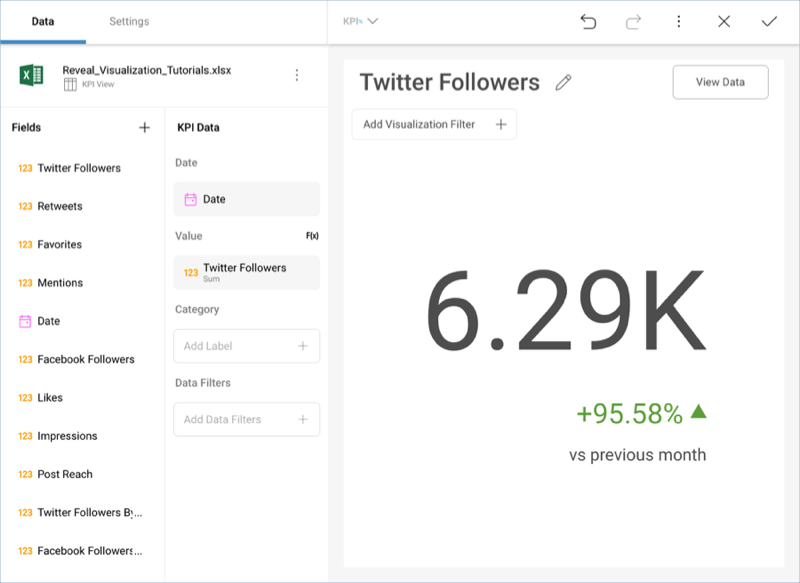 Data
Settings
KPIs
Reveal_Visualization_Tutorials.xlsx
KPI View
Fields
123 Twitter Followers
123 Retweets
123 Favorites
123 Mentions
Date
123 Facebook Followers
123 Likes
123 Impressions
123 Post Reach
123 Twitter Followers By...
123 Facebook Followers...
KPI Data
Date
Date
Value
F(x)
123 Twitter Followers
Sum
Category
Add Label
Data Filters
Add Data Filters
Twitter Followers
View Data
Add Visualization Filter
6.29K
+95.58%
vs previous month